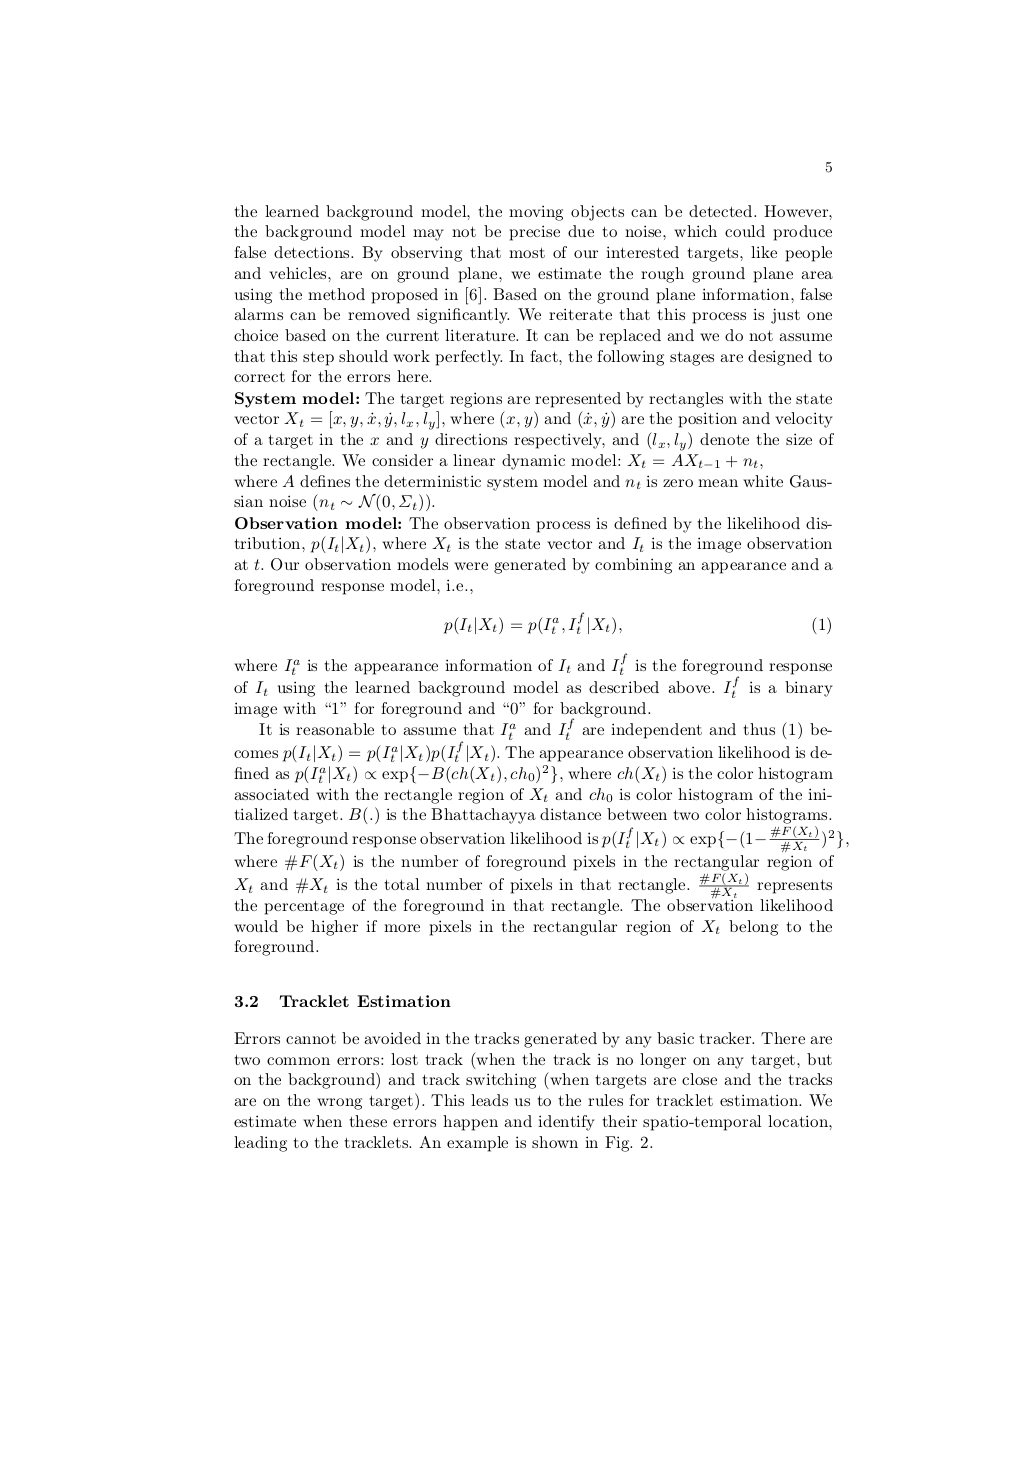 5
the learned background model, the moving objects can be detected. However,
the background model may not be precise due to noise, which could produce
false detections. By observing that most of our interested targets, like people
and vehicles, are on ground plane, we estimate the rough ground plane area
using the method proposed in [6]. Based on the ground plane information, false
alarms can be removed significantly. We reiterate that this process is just one
choice based on the current literature. It can be replaced and we do not assume
that this step should work perfectly. In fact, the following stages are designed to
correct for the errors here.
System model: The target regions are represented by rectangles with the state
vector $X_t = [x, y, \dot{x}, \dot{y}, l_x, l_y]$, where $(x, y)$ and $(\dot{x}, \dot{y})$ are the position and velocity
of a target in the $x$ and $y$ directions respectively, and $(l_x, l_y)$ denote the size of
the rectangle. We consider a linear dynamic model: $X_t = AX_{t-1} + n_t$,
where $A$ defines the deterministic system model and $n_t$ is zero mean white Gaus-
sian noise ($n_t \sim \mathcal{N}(0, \Sigma_t)$).
Observation model: The observation process is defined by the likelihood dis-
tribution, $p(I_t|X_t)$, where $X_t$ is the state vector and $I_t$ is the image observation
at $t$. Our observation models were generated by combining an appearance and a
foreground response model, i.e.,
$p(I_t|X_t) = p(I_t^a, I_t^f|X_t),$ (1)
where $I_t^a$ is the appearance information of $I_t$ and $I_t^f$ is the foreground response
of $I_t$ using the learned background model as described above. $I_t^f$ is a binary
image with “1” for foreground and “0” for background.
It is reasonable to assume that $I_t^a$ and $I_t^f$ are independent and thus (1) be-
comes $p(I_t|X_t) = p(I_t^a|X_t)p(I_t^f|X_t)$. The appearance observation likelihood is de-
fined as $p(I_t^a|X_t) \propto \exp\{-B(ch(X_t), ch_0)^2\}$, where $ch(X_t)$ is the color histogram
associated with the rectangle region of $X_t$ and $ch_0$ is color histogram of the ini-
tialized target. $B(.)$ is the Bhattachayya distance between two color histograms.
The foreground response observation likelihood is $p(I_t^f|X_t) \propto \exp\{-(1-\frac{\#F(X_t)}{\#X_t})^2\}$,
where $\#F(X_t)$ is the number of foreground pixels in the rectangular region of
$X_t$ and $\#X_t$ is the total number of pixels in that rectangle. $\frac{\#F(X_t)}{\#X_t}$ represents
the percentage of the foreground in that rectangle. The observation likelihood
would be higher if more pixels in the rectangular region of $X_t$ belong to the
foreground.
3.2 Tracklet Estimation
Errors cannot be avoided in the tracks generated by any basic tracker. There are
two common errors: lost track (when the track is no longer on any target, but
on the background) and track switching (when targets are close and the tracks
are on the wrong target). This leads us to the rules for tracklet estimation. We
estimate when these errors happen and identify their spatio-temporal location,
leading to the tracklets. An example is shown in Fig. 2.